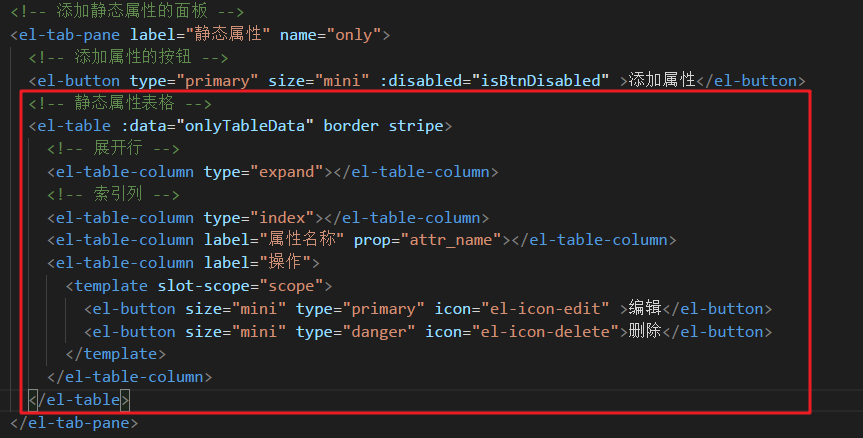 <!-- 添加静态属性的面板 -->
<el-tab-pane label="静态属性" name="only">
<!-- 添加属性的按钮 -->
<el-button type="primary" size="mini" :disabled="isBtnDisabled" >添加属性</el-button>
<!-- 静态属性表格 -->
<el-table :data="onlyTableData" border stripe>
<!-- 展开行 -->
<el-table-column type="expand"></el-table-column>
<!-- 索引列 -->
<el-table-column type="index"></el-table-column>
<el-table-column label="属性名称" prop="attr_name"></el-table-column>
<el-table-column label="操作">
<template slot-scope="scope">
<el-button size="mini" type="primary" icon="el-icon-edit" >编辑</el-button>
<el-button size="mini" type="danger" icon="el-icon-delete">删除</el-button>
</template>
</el-table-column>
</el-table>
</el-tab-pane>